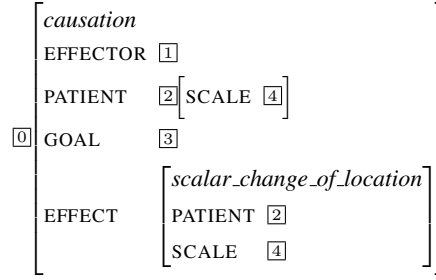 causation
EFFECTOR 1
PATIENT 2 SCALE 4
0 GOAL 3
scalar_change_of_location
EFFECT PATIENT 2
SCALE 4